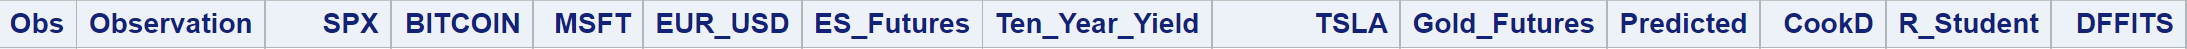 Obs Observation SPX BITCOIN MSFT EUR_USD ES_Futures Ten_Year_Yield TSLA Gold_Futures Predicted CookD R_Student DFFITS